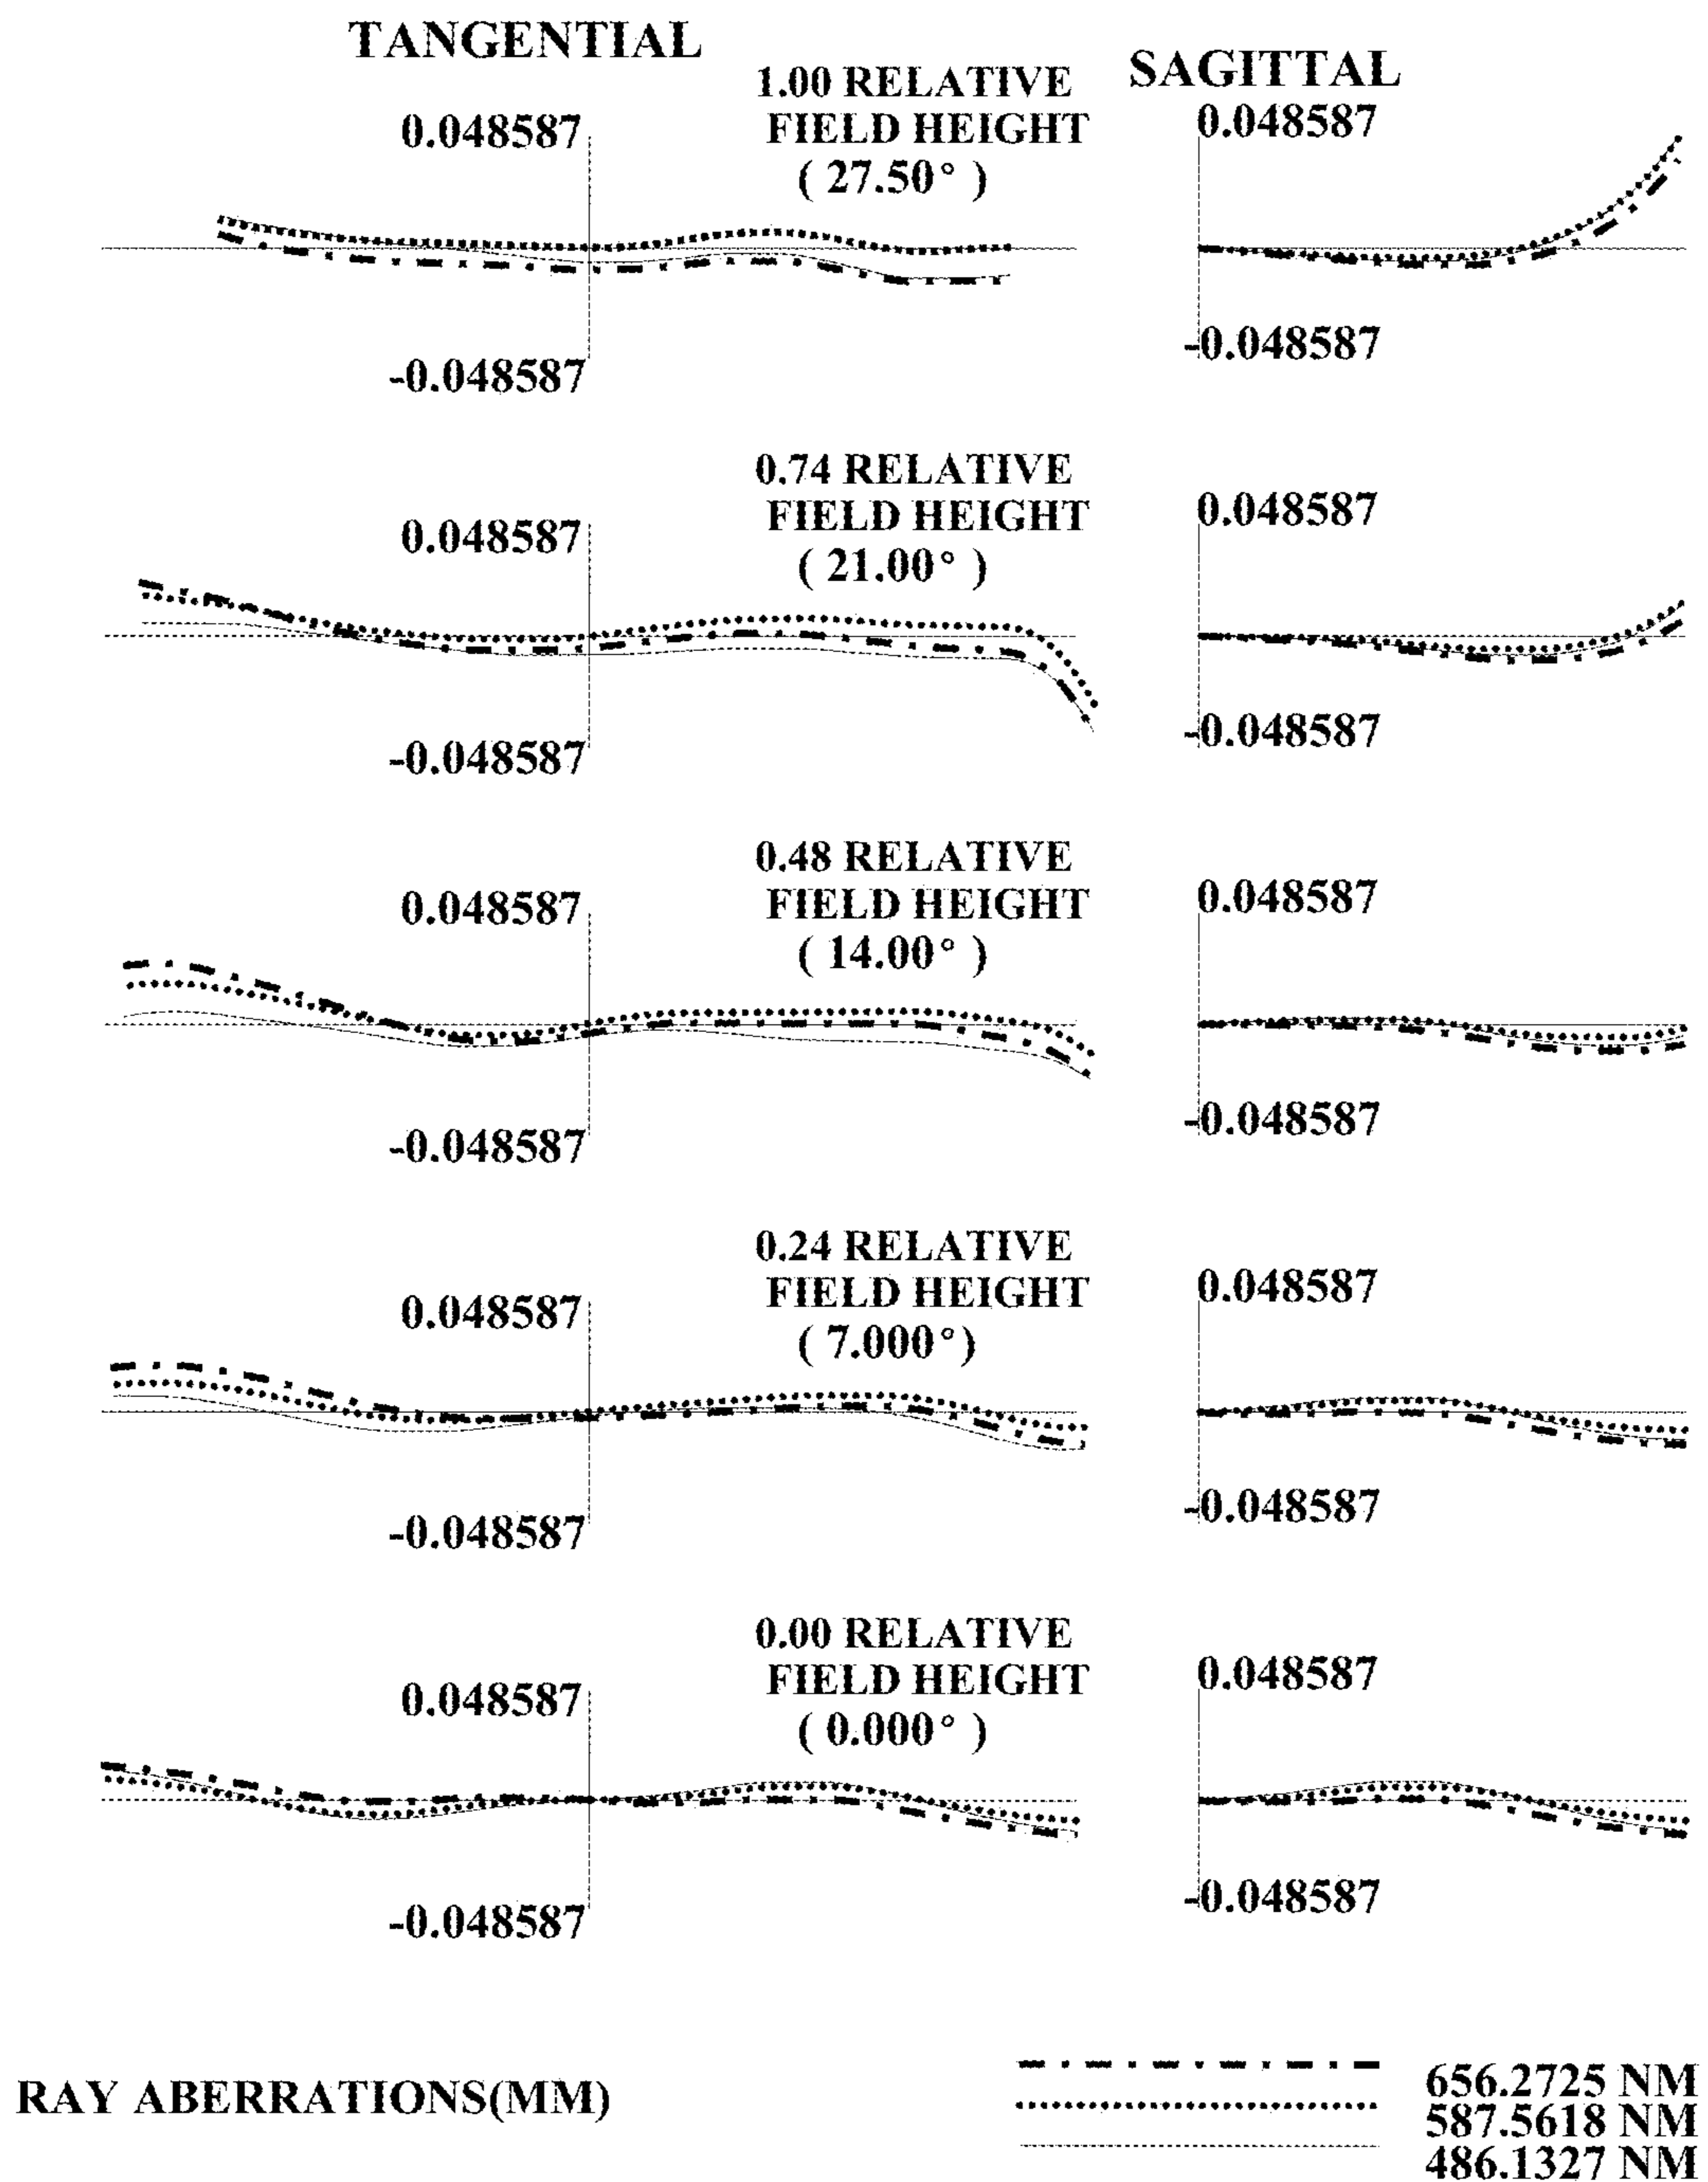 TANGENTIAL
SAGITTAL
1.00 RELATIVE
FIELD HEIGHT
( 27.50° )
0.048587
0.048587
-0.048587
-0.048587
0.74 RELATIVE
FIELD HEIGHT
( 21.00° )
0.048587
0.048587
-0.048587
-0.048587
0.48 RELATIVE
FIELD HEIGHT
( 14.00° )
0.048587
0.048587
-0.048587
-0.048587
0.24 RELATIVE
FIELD HEIGHT
( 7.000°)
0.048587
0.048587
-0.048587
-0.048587
0.00 RELATIVE
FIELD HEIGHT
( 0.000° )
0.048587
0.048587
-0.048587
-0.048587
RAY ABERRATIONS(MM)
656.2725 NM
587.5618 NM
486.1327 NM